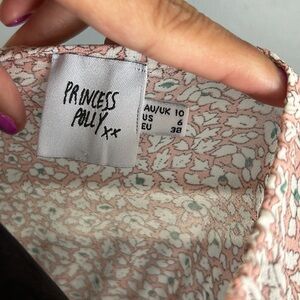 PRINCESS
POLLY xx
AU/UK 10
US 6
EU 38